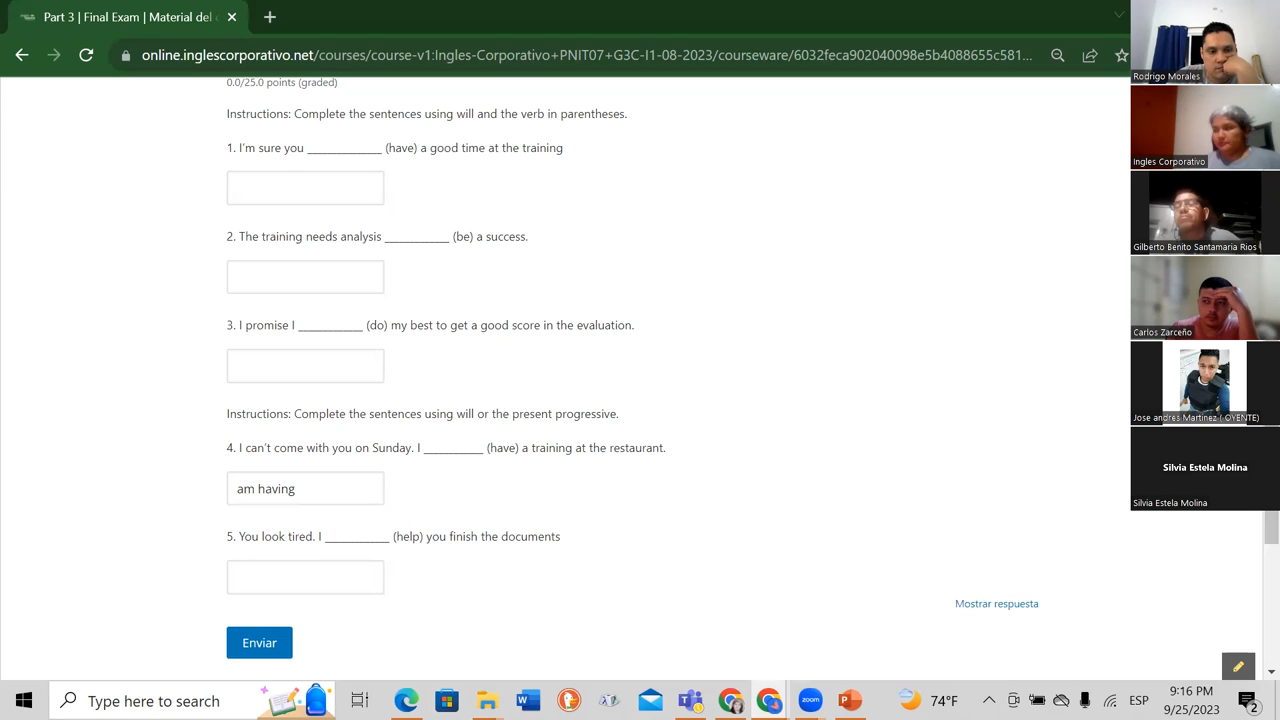 Part 3 | Final Exam | Material del c
online.inglescorporativo.net/courses/course-v1:Ingles-Corporativo+PNIT07+G3C-I1-08-2023/courseware/6032feca902040098e5b4088655c581...
0.0/25.0 points (graded)
Instructions: Complete the sentences using will and the verb in parentheses.
1. I’m sure you _____________ (have) a good time at the training
2. The training needs analysis ___________ (be) a success.
3. I promise I ___________ (do) my best to get a good score in the evaluation.
Instructions: Complete the sentences using will or the present progressive.
4. I can’t come with you on Sunday. I __________ (have) a training at the restaurant.
am having
5. You look tired. I ___________ (help) you finish the documents
Mostrar respuesta
Enviar
Rodrigo Morales
Ingles Corporativo
Gilberto Benito Santamaria Rios
Carlos Zarceño
Jose andres Martinez ( OYENTE)
Silvia Estela Molina
Silvia Estela Molina
Type here to search
zoom
74°F
ESP
9:16 PM
9/25/2023
2